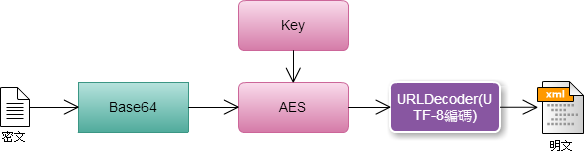 Key
密文
Base64
AES
URLDecoder(U
TF-8編碼)
xml
明文